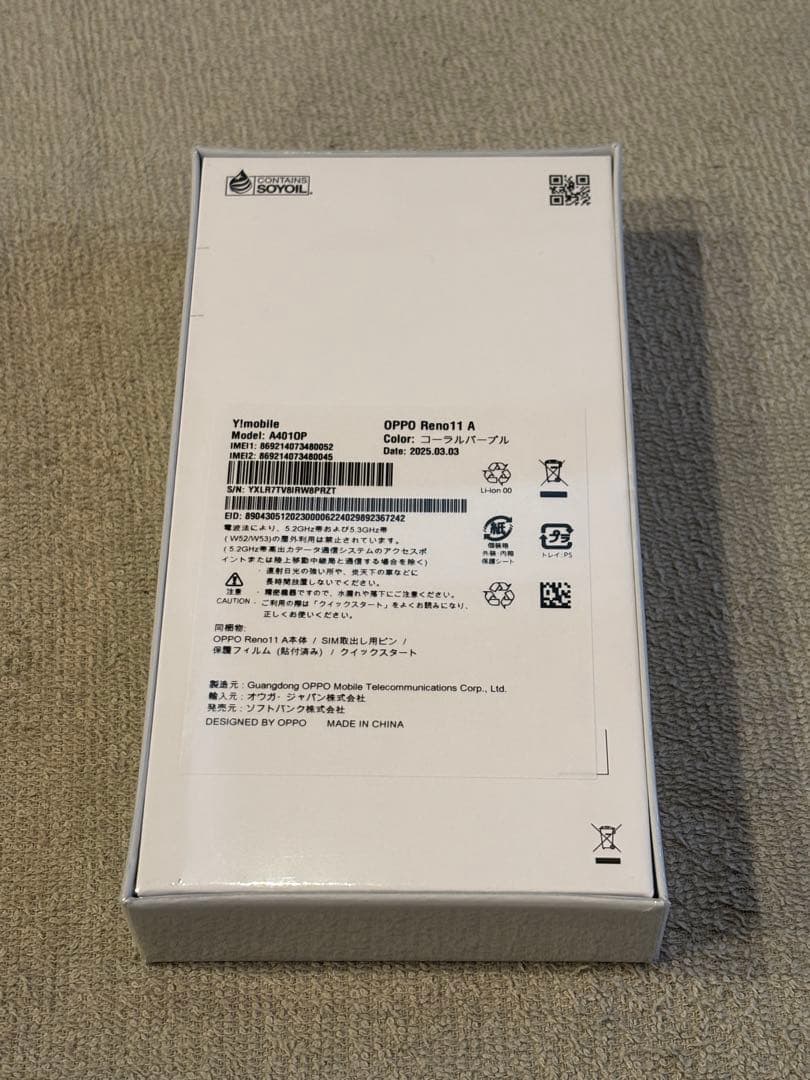 CONTAINS
SOYOIL
Y!mobile
OPPO Reno11 A
Model: A401OP
Color: コーラルパープル
IMEI1: 869214073480052
Date: 2025.03.03
IMEI2: 869214073480045
S/N: YXLR7TV8IRW8PRZT
Li-Ion 00
EID: 89043051202300006224029892367242
電波法により、5.2GHz帯および5.3GHz帯
(W52/W53)の屋外利用は禁止されています。
(5.2GHz帯高出力データ通信システムのアクセスポ
イントまたは陸上移動中継局と通信する場合を除く)
紙
個装箱
外装・内箱
保護シート
プラ
トレイ:PS
・直射日光の強い所や、炎天下の車などに
長時間放置しないでください。
注意
・精密機器ですので、水濡れや落下にご注意ください。
CAUTION
・ご利用の際は「クイックスタート」をよくお読みになり、
正しくお使いください。
同梱物:
OPPO Reno11 A本体 / SIM取出し用ピン /
保護フィルム (貼付済み) / クイックスタート
製造元 : Guangdong OPPO Mobile Telecommunications Corp., Ltd.
輸入元 : オウガ・ジャパン株式会社
発売元 : ソフトバンク株式会社
DESIGNED BY OPPO MADE IN CHINA